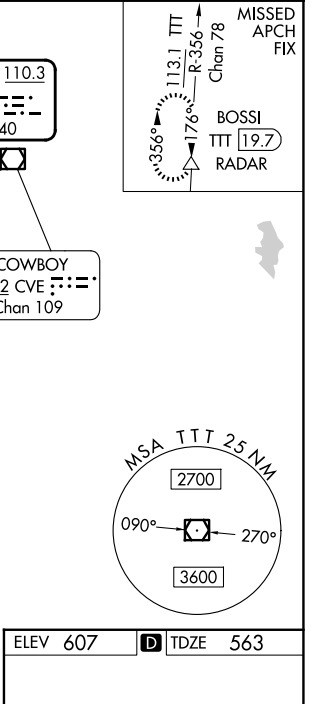 MISSED
APCH
FIX
113.1 TTT
R-356
Chan 78
110.3
40
356°
176°
BOSSI
TTT 19.7
RADAR
COWBOY
2 CVE
Chan 109
MSA TTT 25 NM
2700
090°
270°
3600
ELEV 607
D TDZE 563